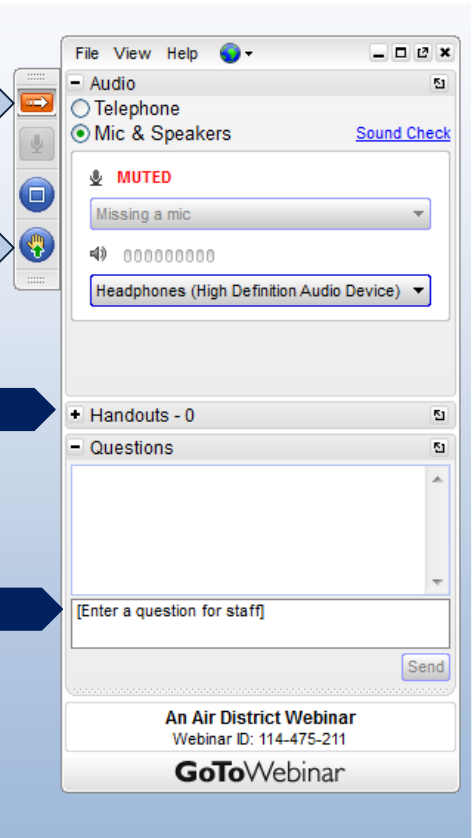 File View Help
Audio
Telephone
Mic & Speakers Sound Check
MUTED
Missing a mic
000000000
Headphones (High Definition Audio Device)
Handouts - 0
Questions
[Enter a question for staff]
Send
An Air District Webinar
Webinar ID: 114-475-211
GoToWebinar